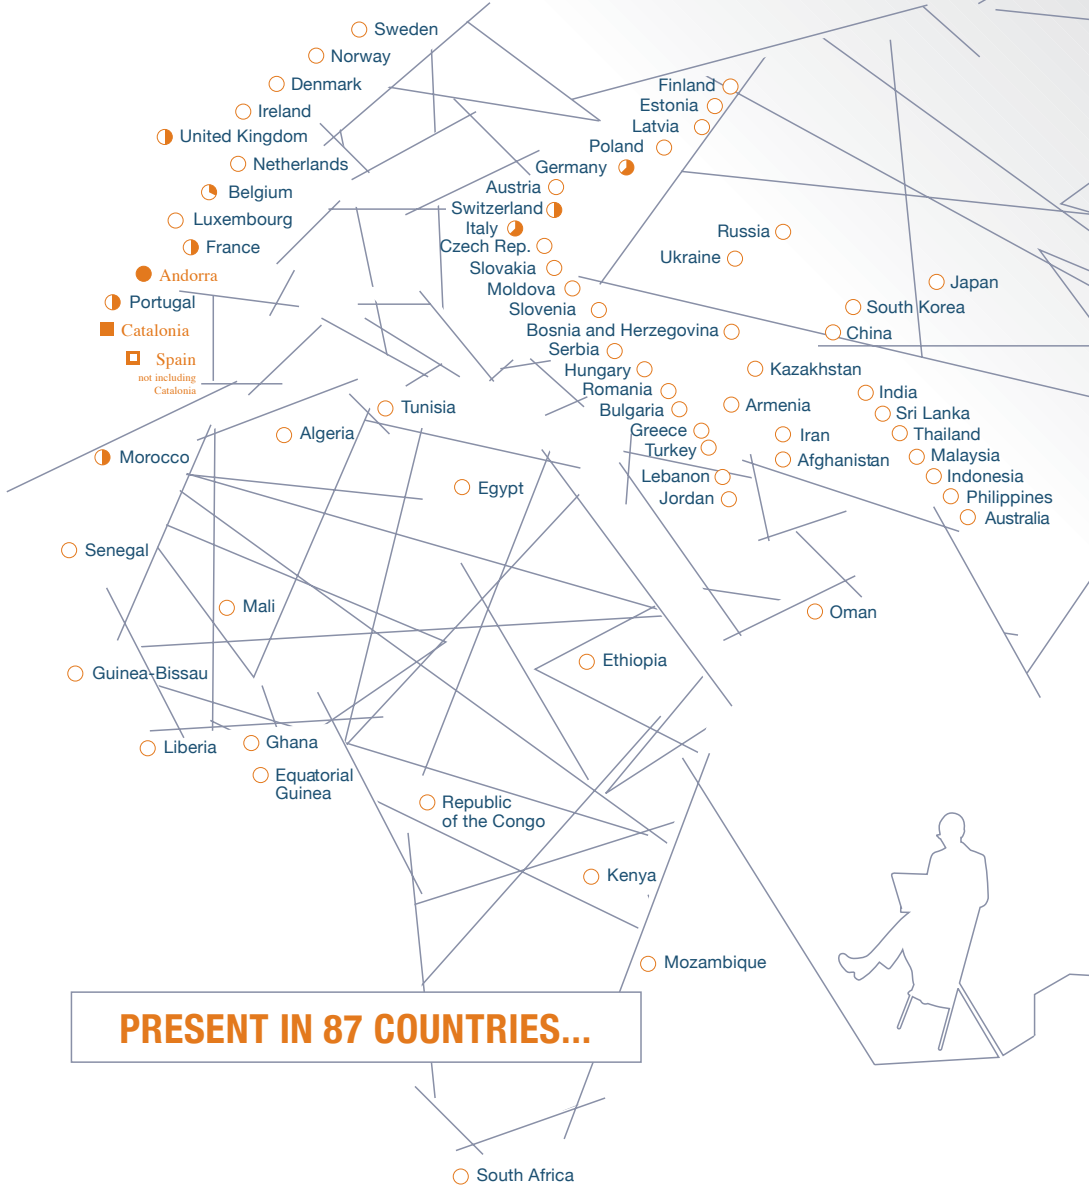 Sweden
Norway
Denmark
Ireland
United Kingdom
Netherlands
Belgium
Luxembourg
France
Andorra
Portugal
Catalonia
Spain
not including
Catalonia
Finland
Estonia
Latvia
Poland
Germany
Austria
Switzerland
Italy
Czech Rep.
Slovakia
Moldova
Slovenia
Bosnia and Herzegovina
Serbia
Hungary
Romania
Bulgaria
Greece
Turkey
Lebanon
Jordan
Russia
Ukraine
Japan
South Korea
China
Kazakhstan
Armenia
Iran
Afghanistan
India
Sri Lanka
Thailand
Malaysia
Indonesia
Philippines
Australia
Tunisia
Algeria
Morocco
Egypt
Senegal
Mali
Oman
Ethiopia
Guinea-Bissau
Liberia
Ghana
Equatorial
Guinea
Republic
of the Congo
Kenya
Mozambique
PRESENT IN 87 COUNTRIES...
South Africa